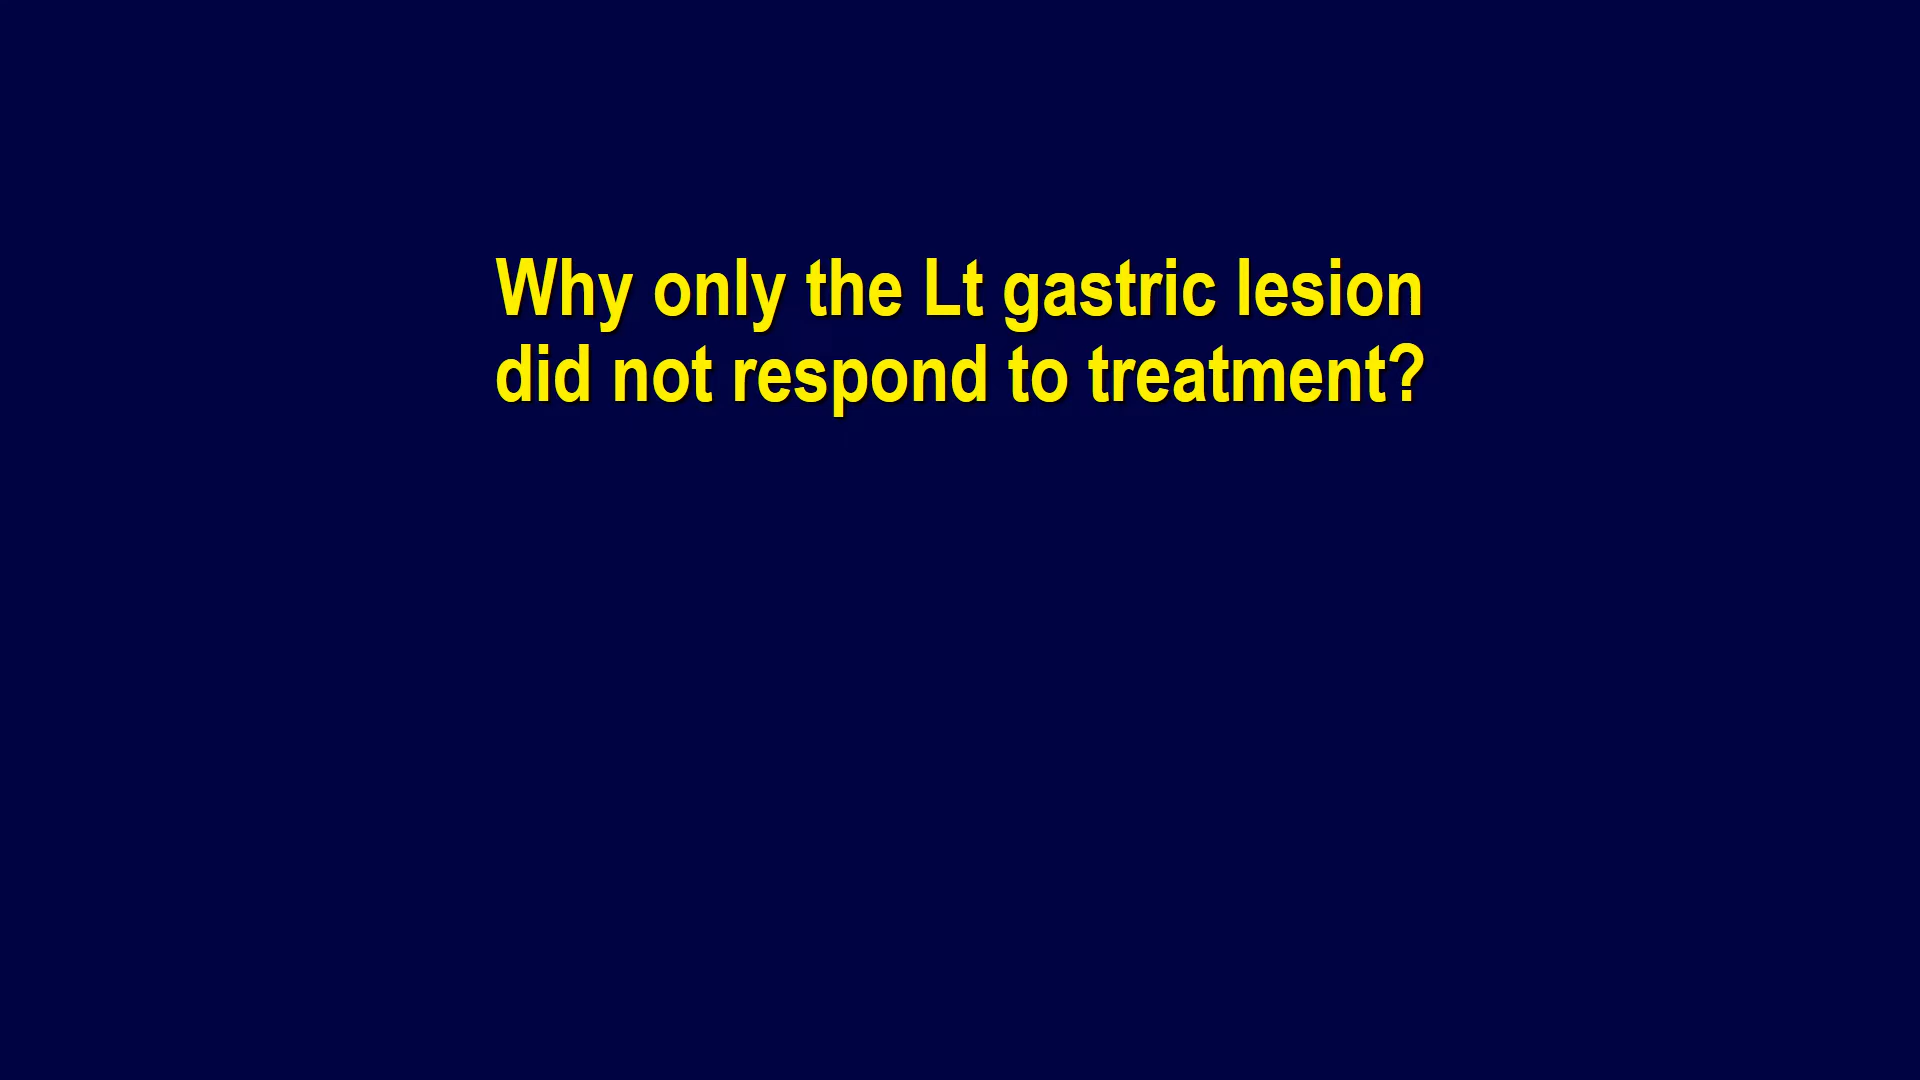 Why only the Lt gastric lesion
did not respond to treatment?